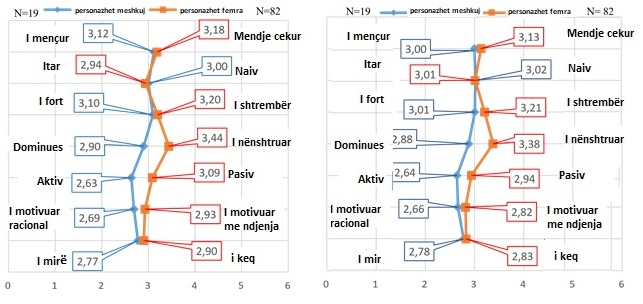 N=19 personazhet meshkuj personazhet femra N=82
I mençur 3,12 3,18 Mendje cekur
Itar 2,94 3,00 Naiv
I fort 3,10 3,20 I shtrembër
Dominues 2,90 3,44 I nënshtruar
Aktiv 2,63 3,09 Pasiv
I motivuar racional 2,69 2,93 I motivuar me ndjenja
I mirë 2,77 2,90 i keq
0 1 2 3 4 5 6
N=19 personazhet meshkuj personazhet femra N= 82
I mençur 3,00 3,13 Mendje cekur
Itar 3,01 3,02 Naiv
I fort 3,01 3,21 I shtrembër
Dominues 2,88 3,38 I nënshtruar
Aktiv 2,64 2,94 Pasiv
I motivuar racional 2,66 2,82 I motivuar me ndjenja
I mir 2,78 2,83 i keq
0 1 2 3 4 5 6